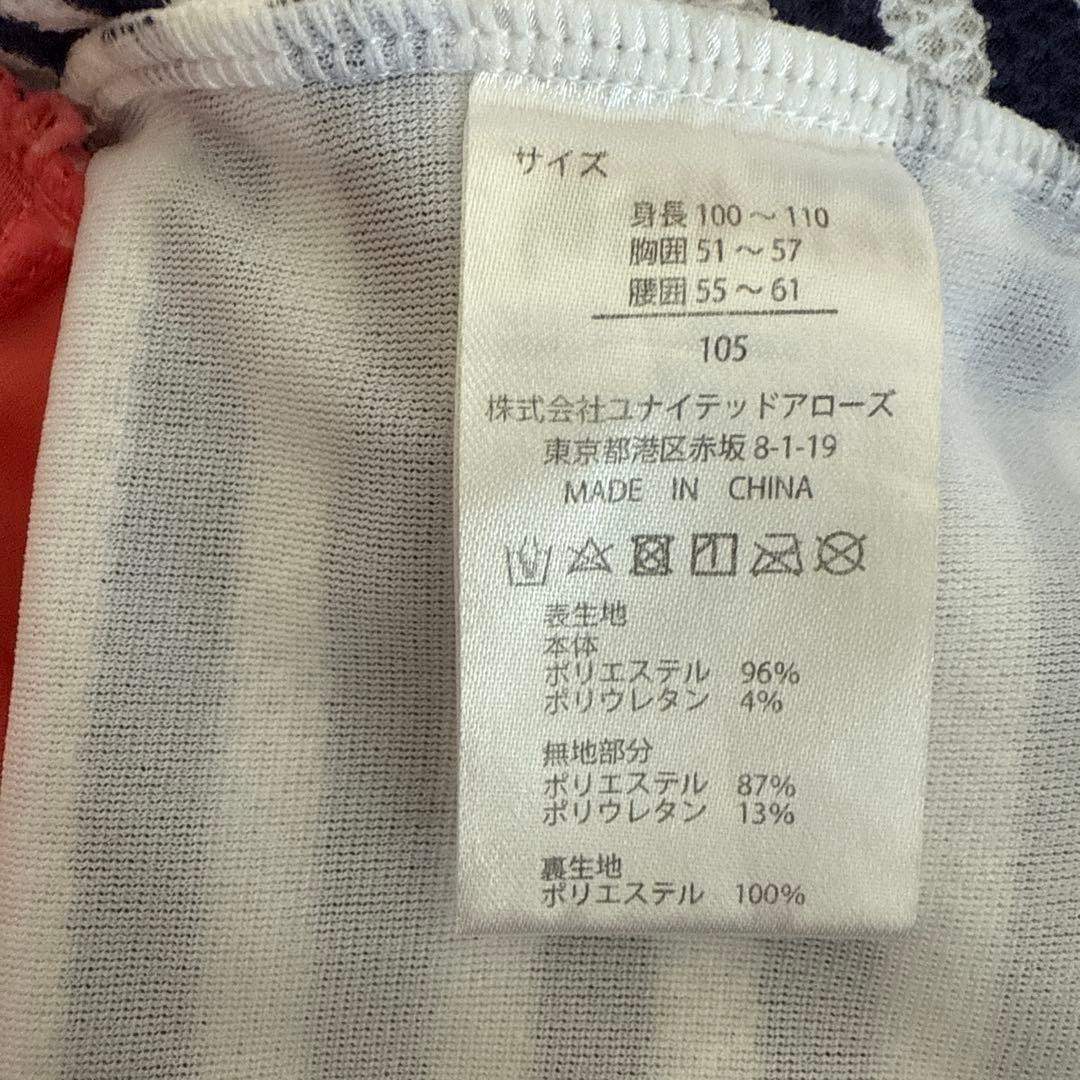 サイズ
身長 100 ～ 110
胸囲 51 ～ 57
腰囲 55 ～ 61
105
株式会社ユナイテッドアローズ
東京都港区赤坂 8-1-19
MADE IN CHINA
表生地
本体
ポリエステル 96%
ポリウレタン 4%
無地部分
ポリエステル 87%
ポリウレタン 13%
裏生地
ポリエステル 100%